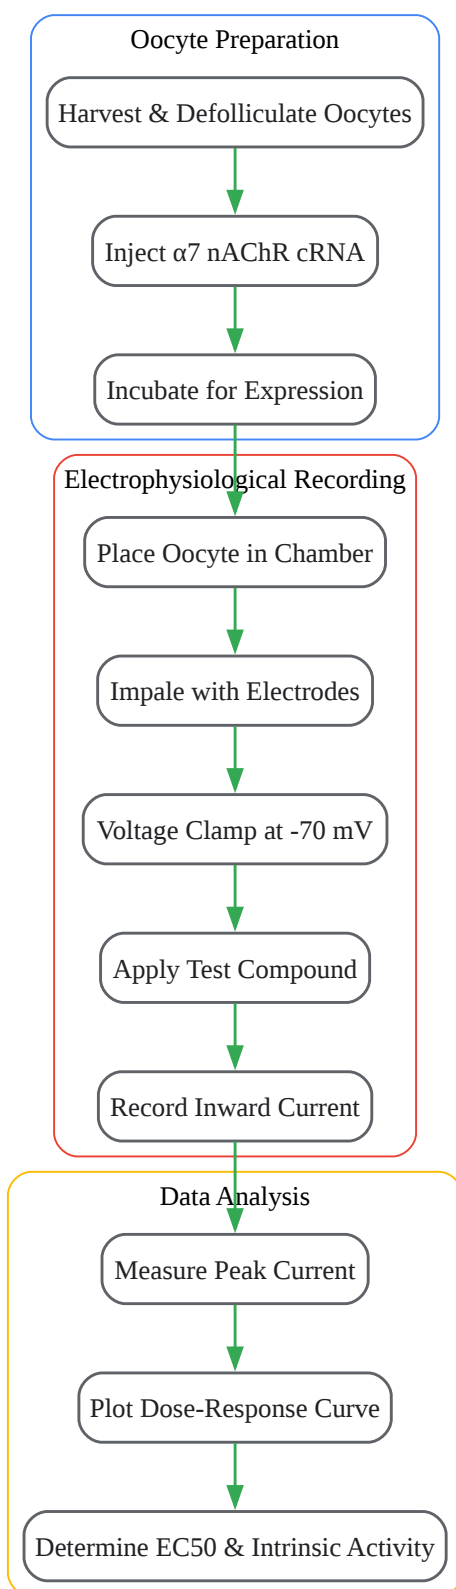 Oocyte Preparation
Harvest & Defolliculate Oocytes
Inject α7 nAChR cRNA
Incubate for Expression
Electrophysiological Recording
Place Oocyte in Chamber
Impale with Electrodes
Voltage Clamp at -70 mV
Apply Test Compound
Record Inward Current
Data Analysis
Measure Peak Current
Plot Dose-Response Curve
Determine EC50 & Intrinsic Activity